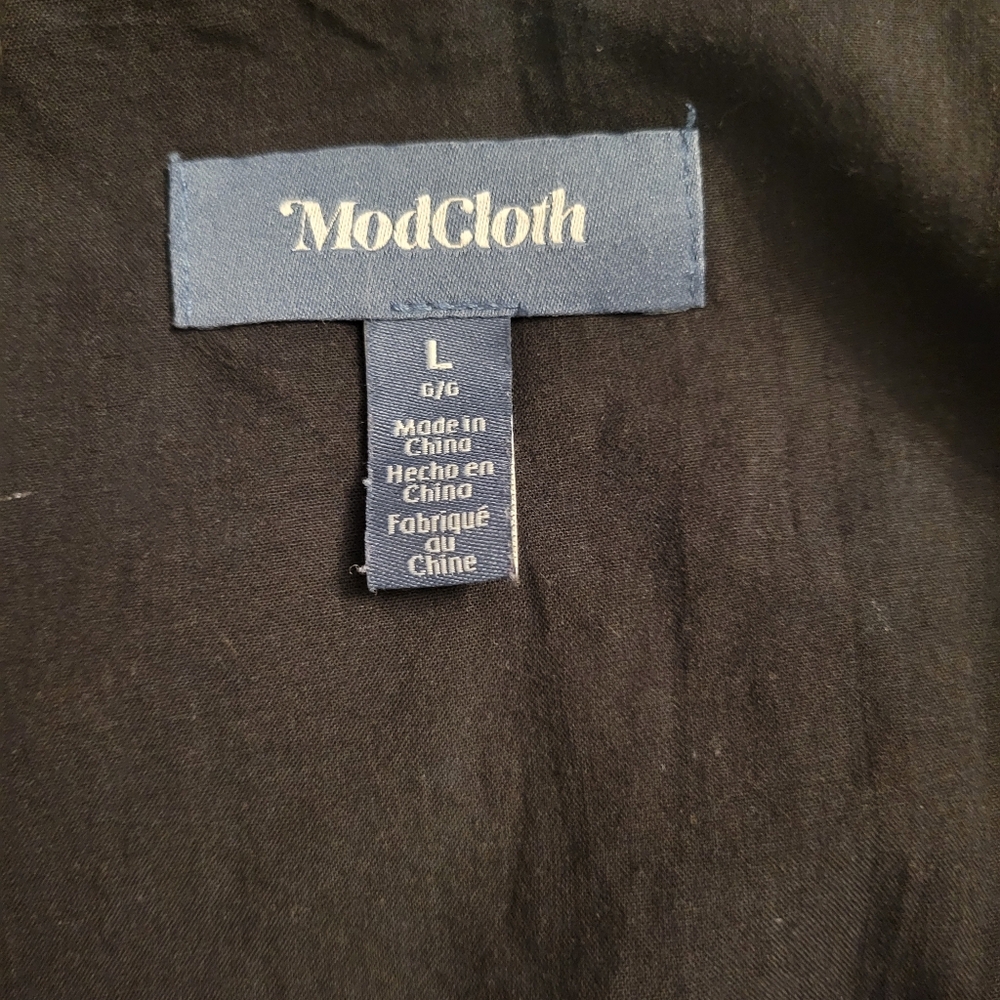 ModCloth
L
G/G
Made in
China
Hecho en
China
Fabriqué
au
Chine